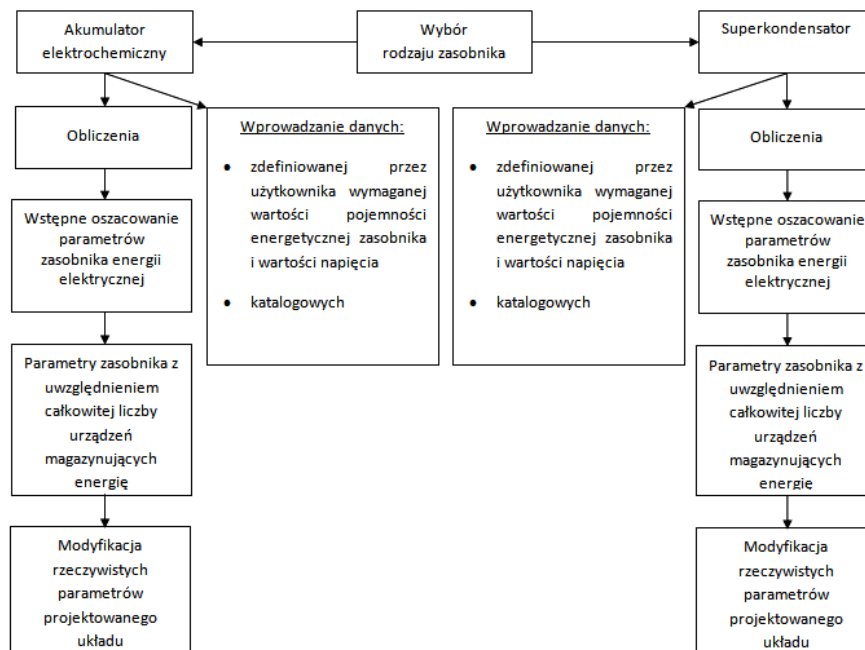 Akumulator
elektrochemiczny
Wybór
rodzaju zasobnika
Superkondensator
Obliczenia
Wprowadzanie danych:
• zdefiniowanej przez
użytkownika wymaganej
wartości pojemności
energetycznej zasobnika
i wartości napięcia
• katalogowych
Wprowadzanie danych:
• zdefiniowanej przez
użytkownika wymaganej
wartości pojemności
energetycznej zasobnika
i wartości napięcia
• katalogowych
Obliczenia
Wstępne oszacowanie
parametrów
zasobnika energii
elektrycznej
Wstępne oszacowanie
parametrów
zasobnika energii
elektrycznej
Parametry zasobnika z
uwzględnieniem
całkowitej liczby
urządzeń
magazynujących
energię
Parametry zasobnika z
uwzględnieniem
całkowitej liczby
urządzeń
magazynujących
energię
Modyfikacja
rzeczywistych
parametrów
projektowanego
układu
Modyfikacja
rzeczywistych
parametrów
projektowanego
układu